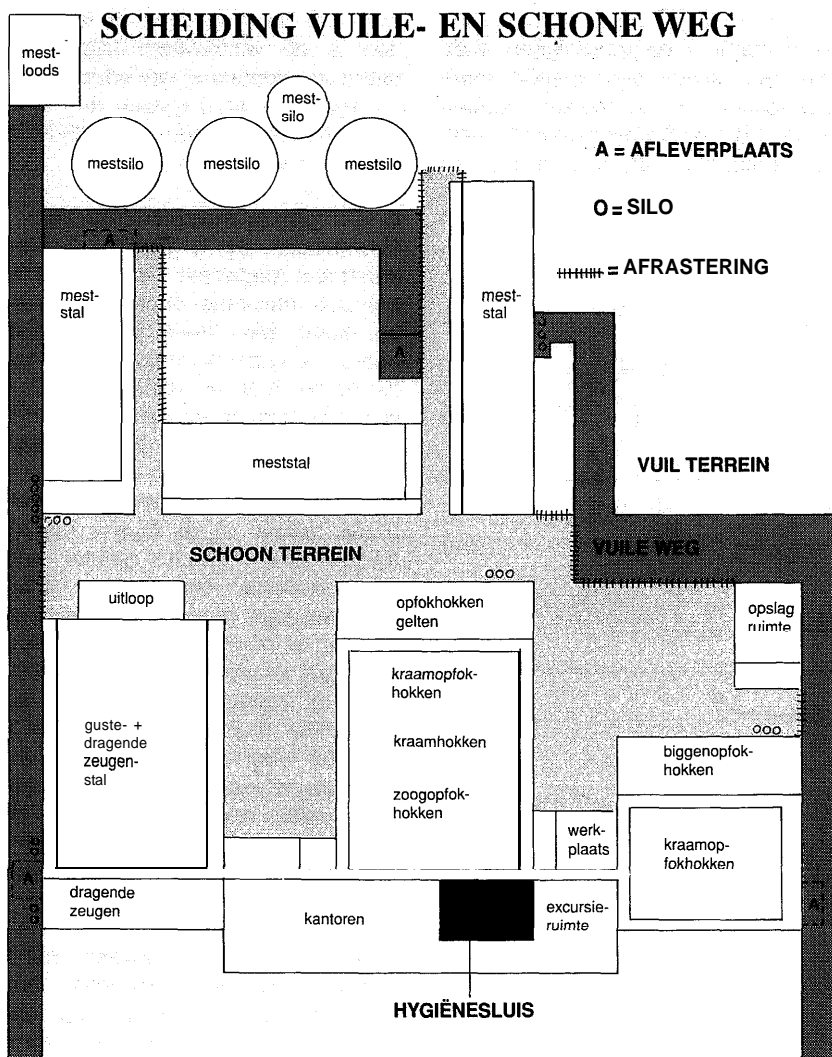 SCHEIDING VUILE- EN SCHONE WEG
mest-
loods
mest-
silo
mestsilo
mestsilo
mestsilo
A = AFLEVERPLAATS
O = SILO
= AFRASTERING
A
mest-
stal
mest-
stal
A
meststal
VUIL TERREIN
SCHOON TERREIN
VUILE WEG
uitloop
opfokhokken
gelten
opslag
ruimte
kraamopfok-
hokken
guste- +
dragende
zeugen-
stal
kraamhokken
zoogopfok-
hokken
biggenopfok-
hokken
werk-
plaats
kraamop-
fokhokken
A
dragende
zeugen
kantoren
excursie-
ruimte
A
HYGIËNESLUIS